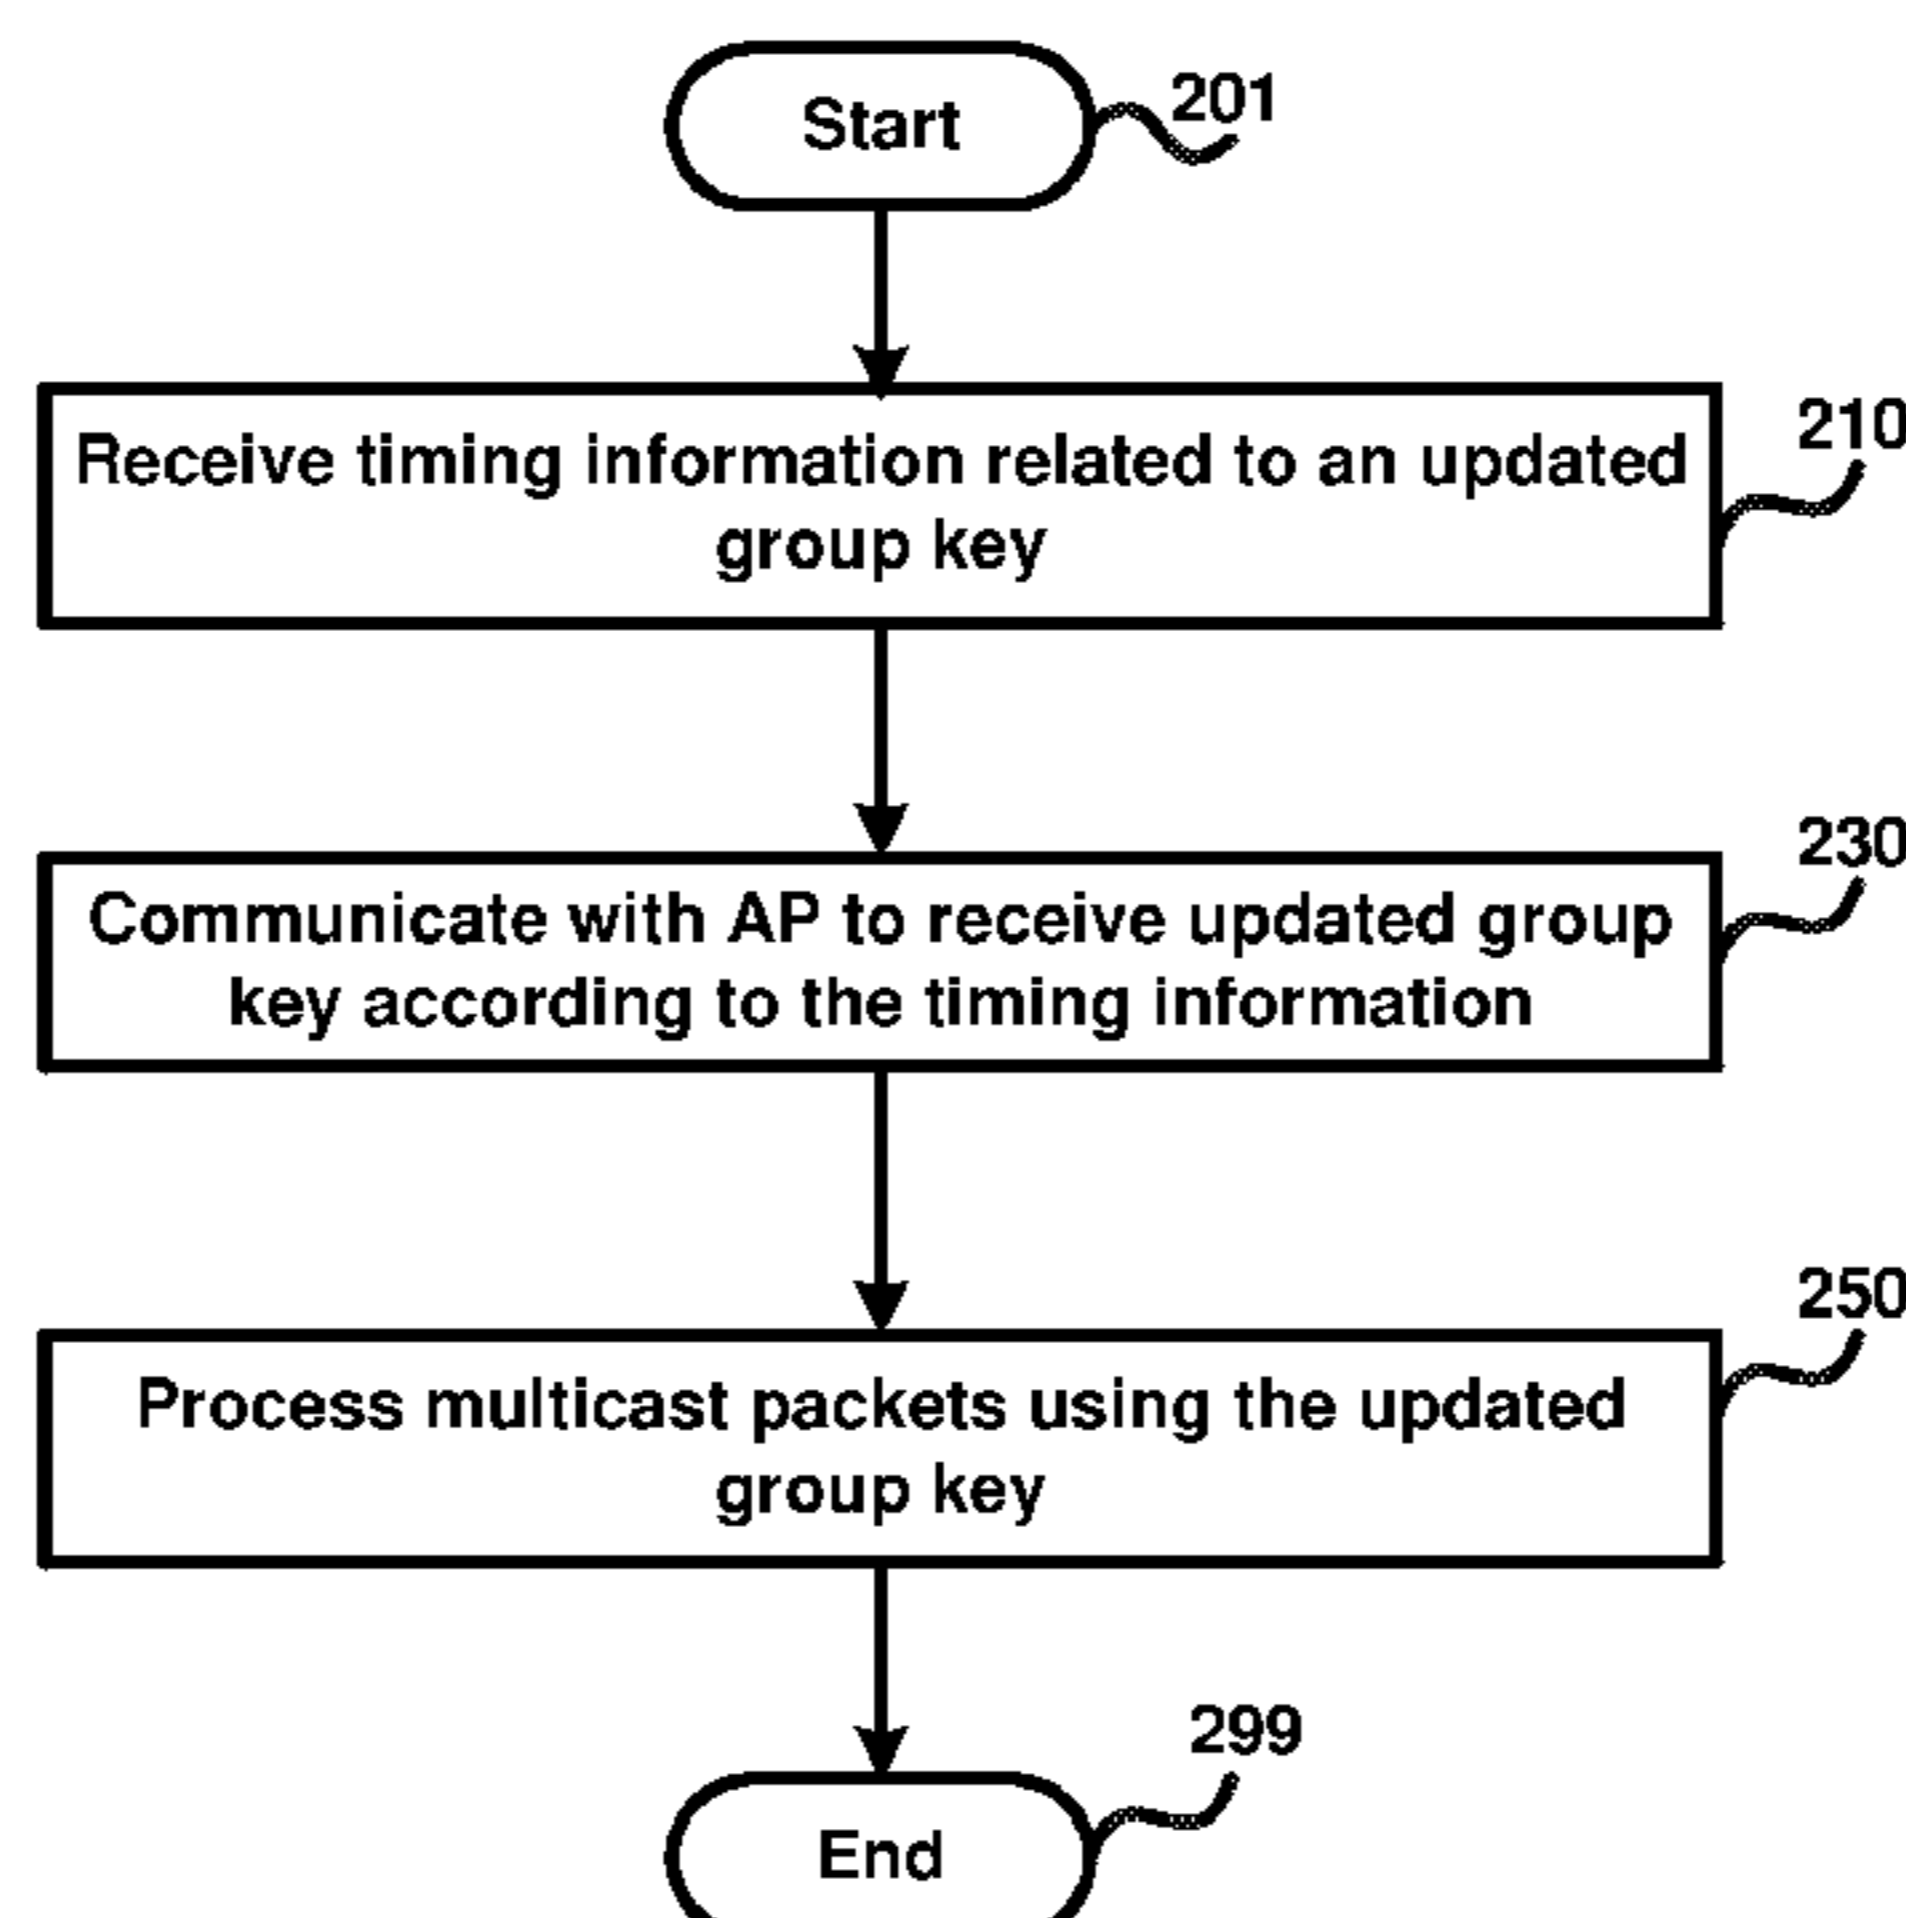 Start
201
Receive timing information related to an updated
group key
210
Communicate with AP to receive updated group
key according to the timing information
230
Process multicast packets using the updated
group key
250
End
299